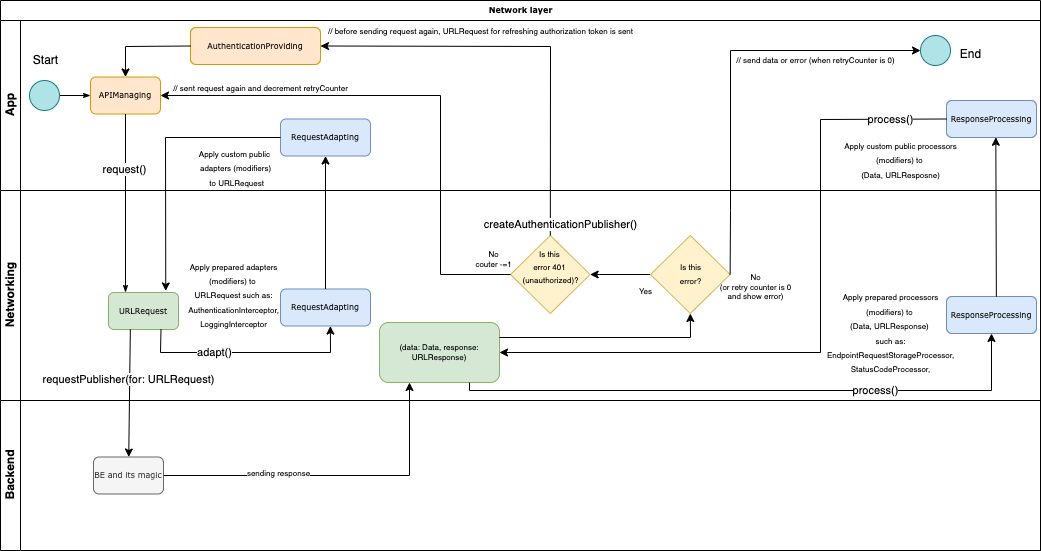 Network layer
App
Start
AuthenticationProviding
// before sending request again, URLRequest for refreshing authorization token is sent
End
// send data or error (when retryCounter is 0)
APIManaging
// sent request again and decrement retryCounter
ResponseProcessing
process()
RequestAdapting
Apply custom public
adapters (modifiers)
to URLRequest
request()
Apply custom public processors
(modifiers) to
(Data, URLResposne)
Networking
createAuthenticationPublisher()
No
couter -=1
Is this
error 401
(unauthorized)?
Yes
Is this
error?
No
(or retry counter is 0
and show error)
Apply prepared adapters
(modifiers) to
URLRequest such as:
AuthenticationInterceptor,
LoggingInterceptor
URLRequest
RequestAdapting
adapt()
(data: Data, response:
URLResponse)
Apply prepared processors
(modifiers) to
(Data, URLResponse)
such as:
EndpointRequestStorageProcessor,
StatusCodeProcessor,
ResponseProcessing
process()
requestPublisher(for: URLRequest)
Backend
BE and its magic
sending response